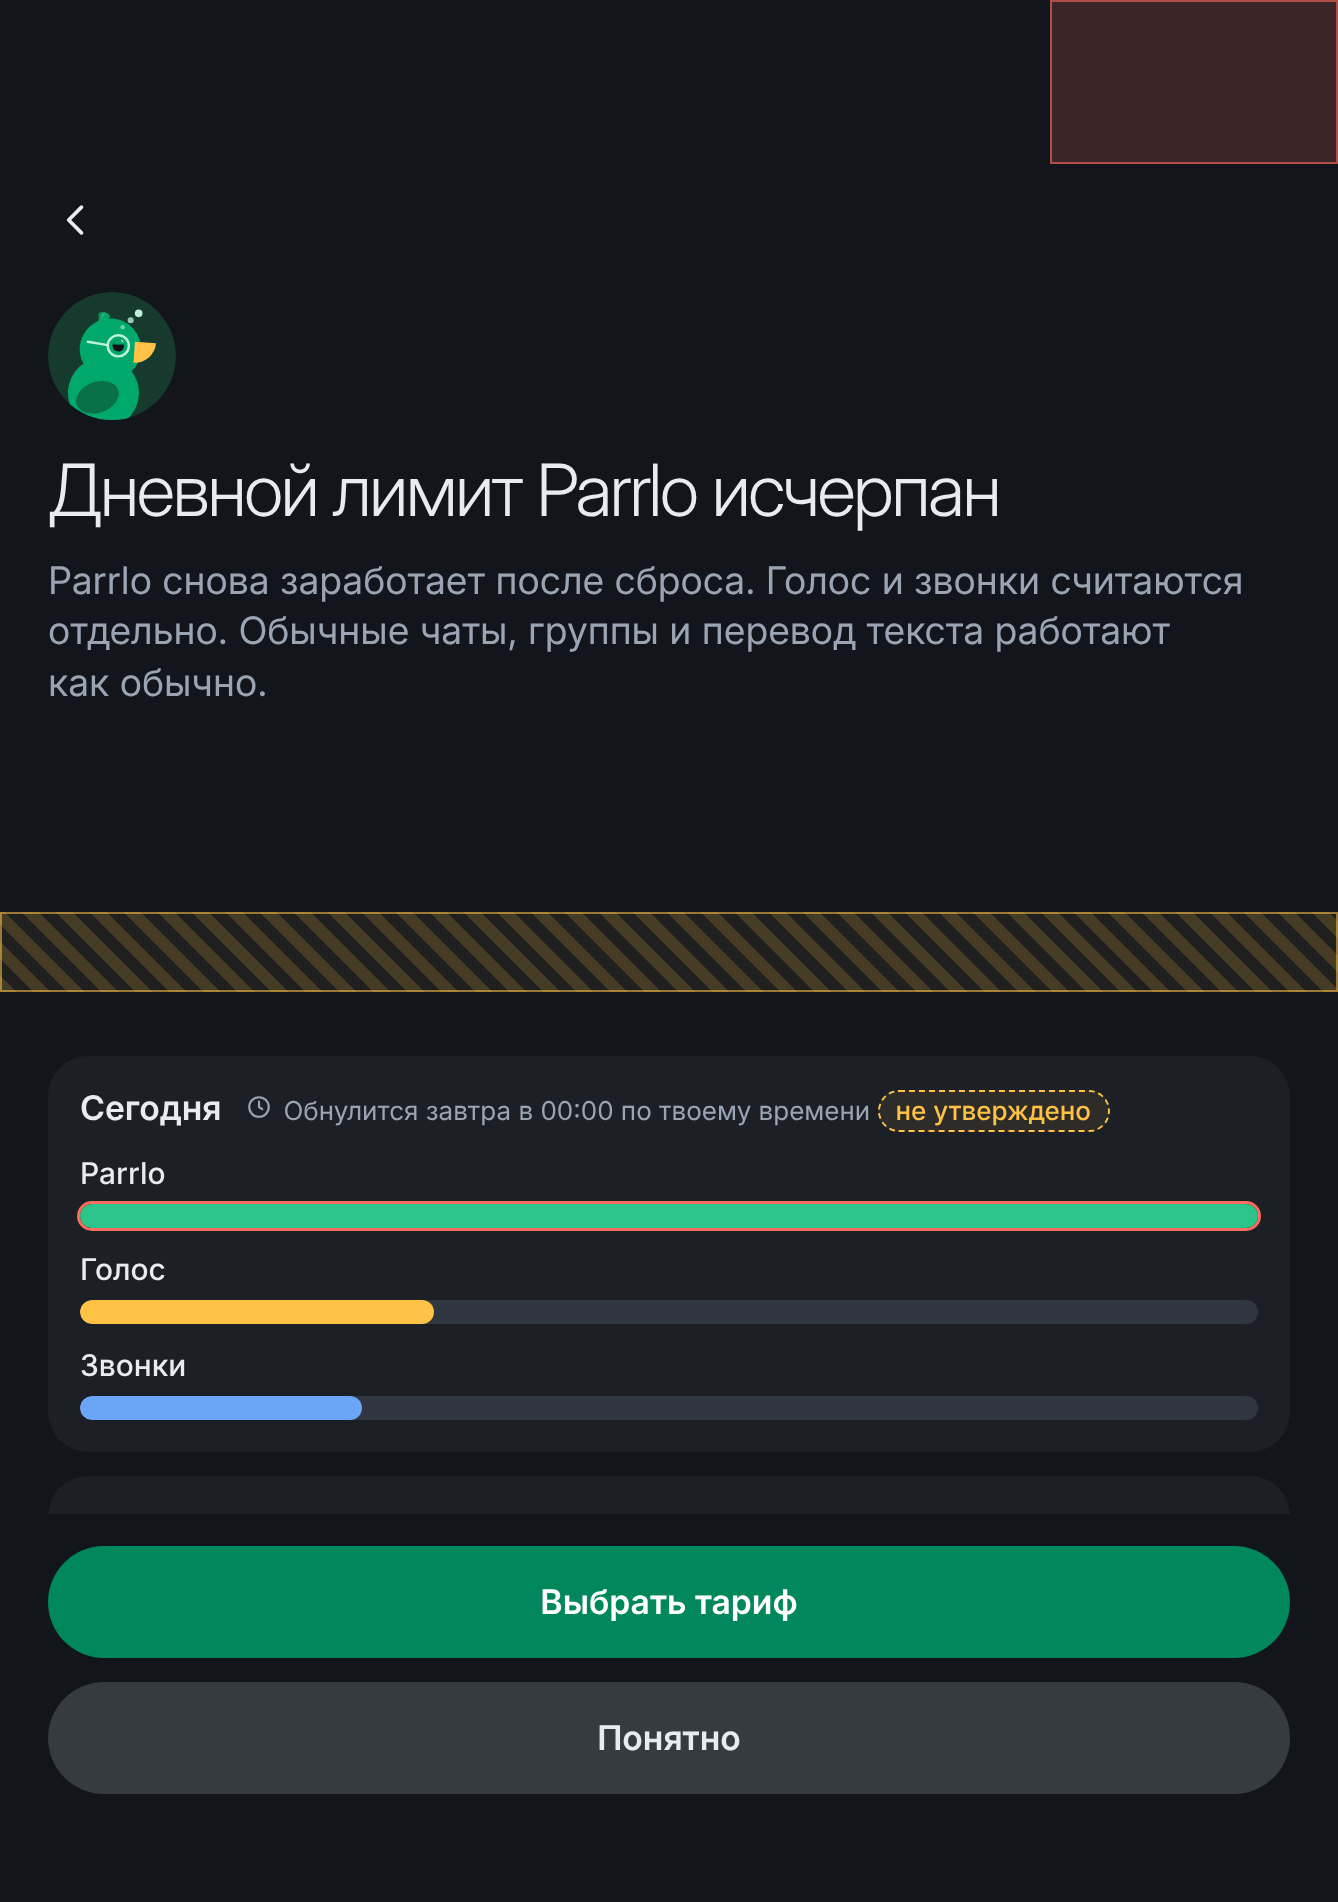 Дневной лимит Parrlo исчерпан
Parrlo снова заработает после сброса. Голос и звонки считаются
отдельно. Обычные чаты, группы и перевод текста работают
как обычно.
Сегодня Обнулится завтра в 00:00 по твоему времени не утверждено
Parrlo
Голос
Звонки
Выбрать тариф
Понятно